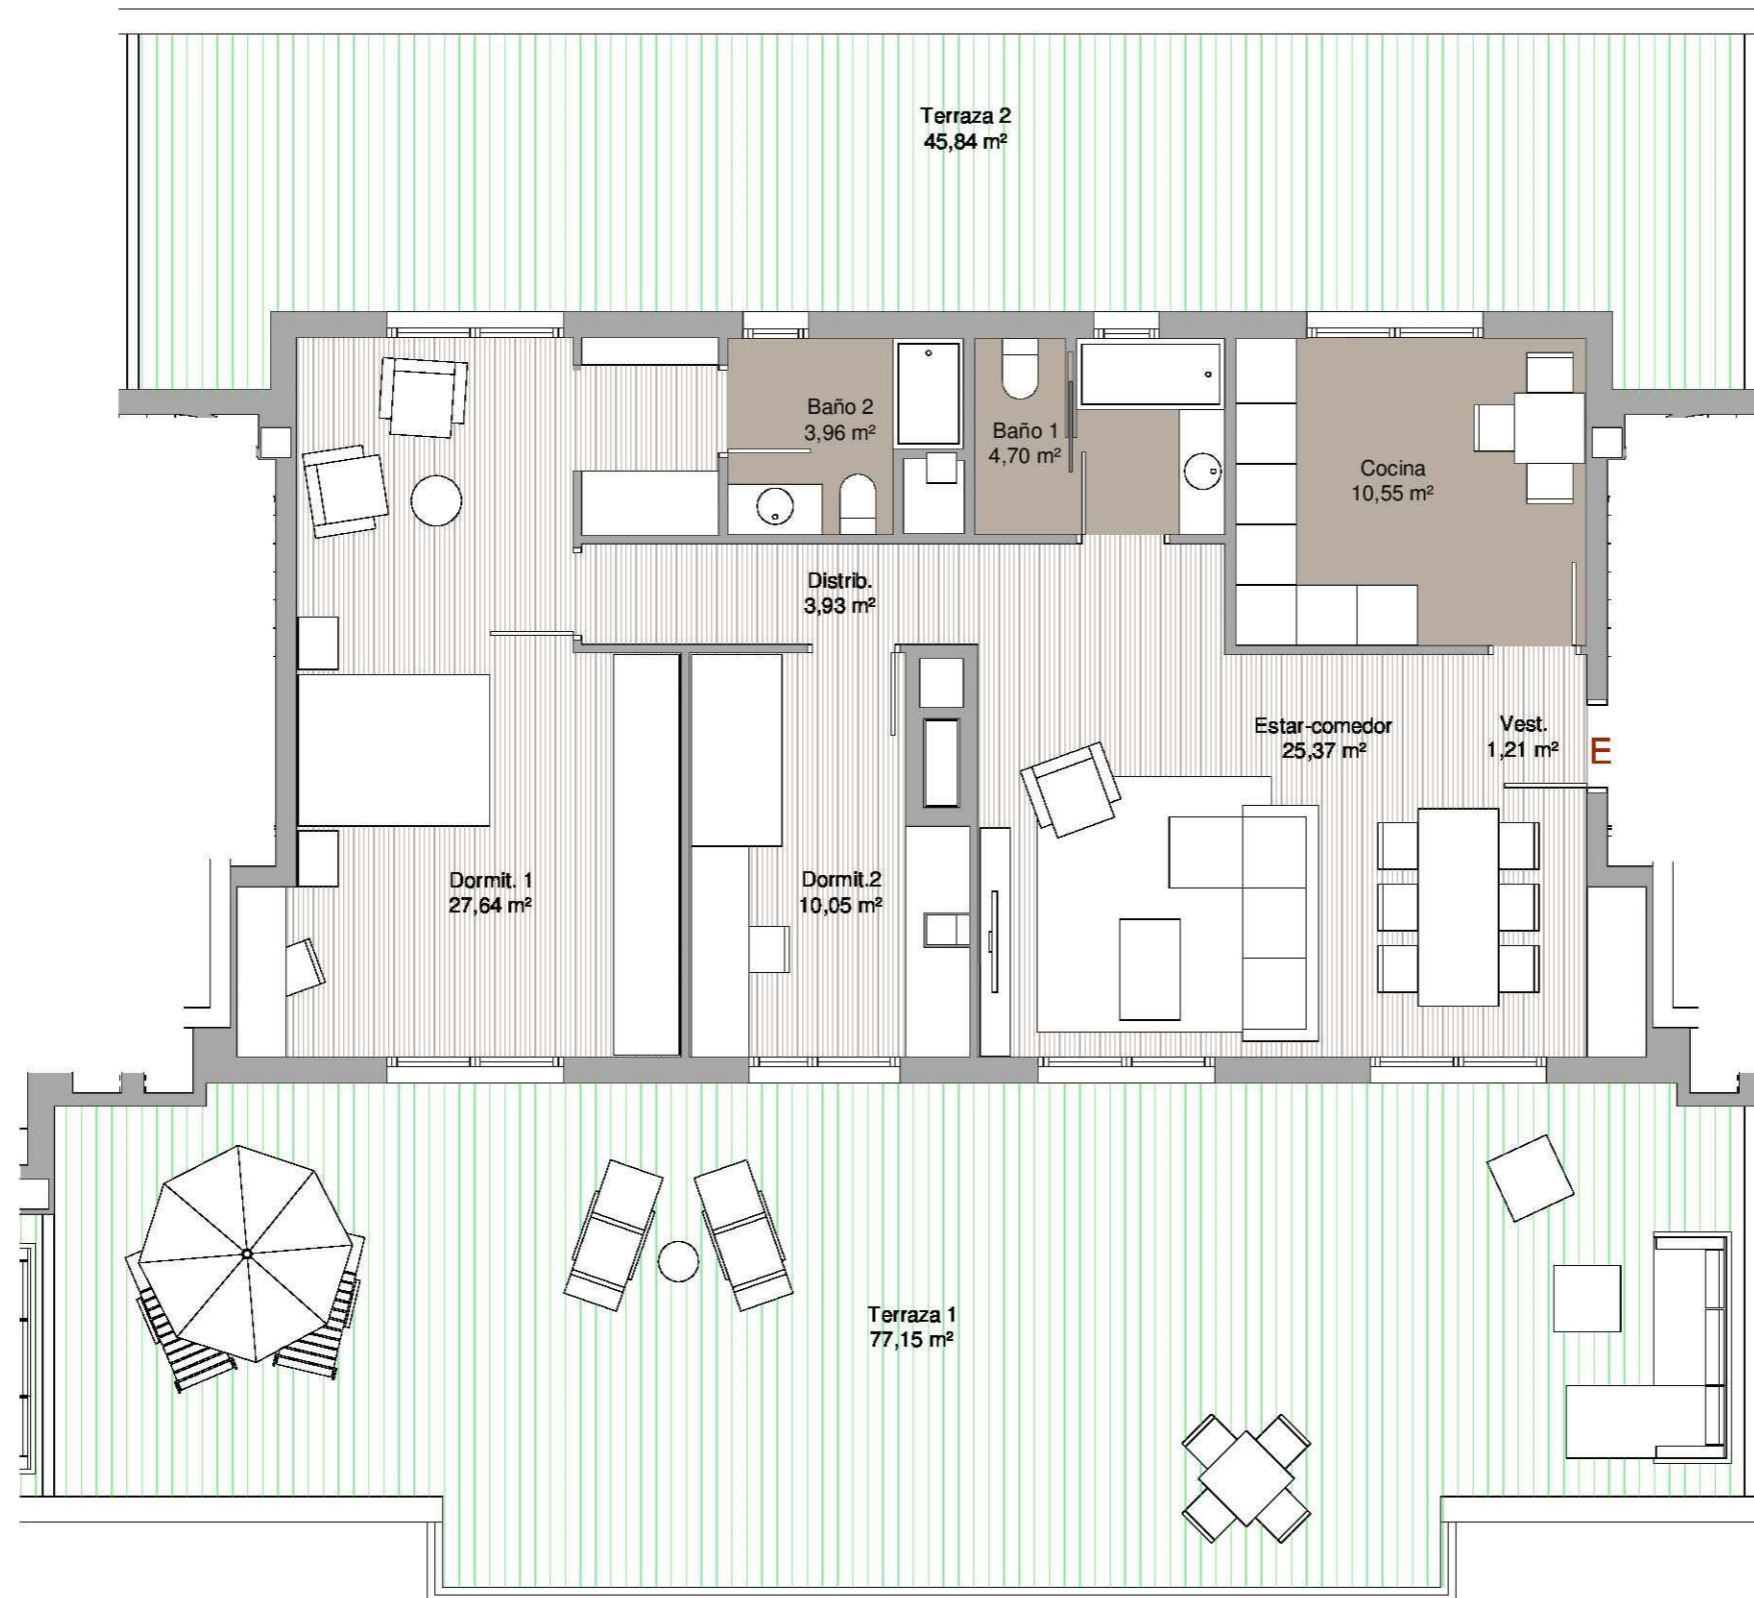 Terraza 2
45,84 m²
Baño 2
3,96 m²
Baño 1
4,70 m²
Cocina
10,55 m²
Distrib.
3,93 m²
Estar-comedor
25,37 m²
Vest.
1,21 m²
E
Dormit. 1
27,64 m²
Dormit.2
10,05 m²
Terraza 1
77,15 m²